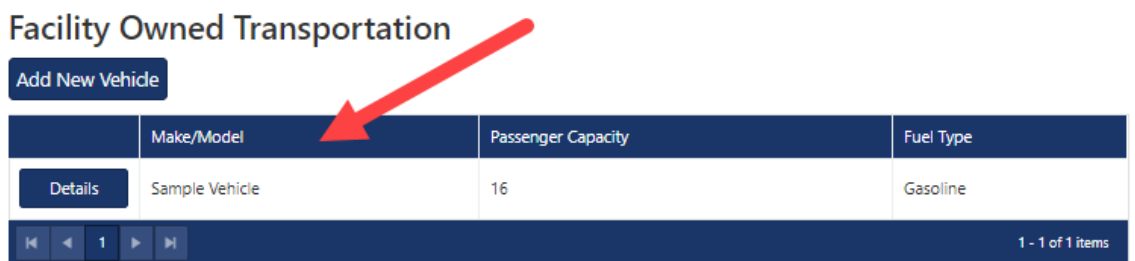 Facility Owned Transportation
Add New Vehicle
Make/Model Passenger Capacity Fuel Type
Details Sample Vehicle 16 Gasoline
1 1 - 1 of 1 items